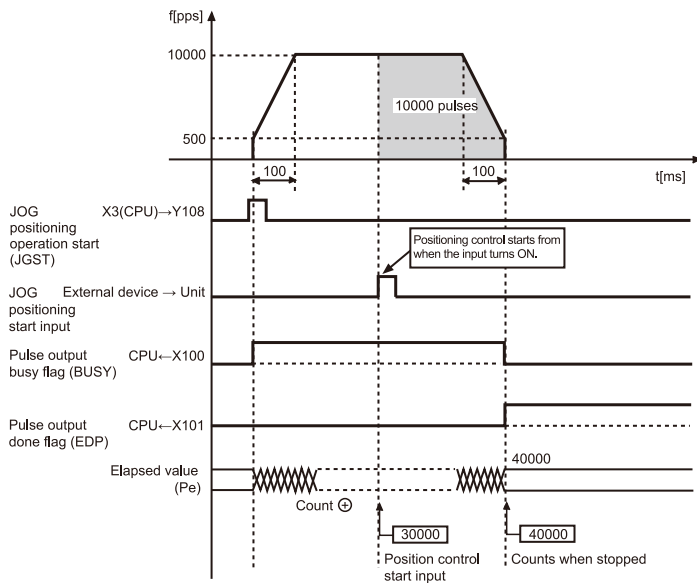 f[pps]
10000
10000 pulses
500
100
100
t[ms]
JOG positioning operation start (JGST)
X3(CPU)→Y108
Positioning control starts from when the input turns ON.
JOG positioning start input
External device → Unit
Pulse output busy flag (BUSY)
CPU←X100
Pulse output done flag (EDP)
CPU←X101
Elapsed value (Pe)
40000
Count ⊕
30000
40000
Position control start input
Counts when stopped